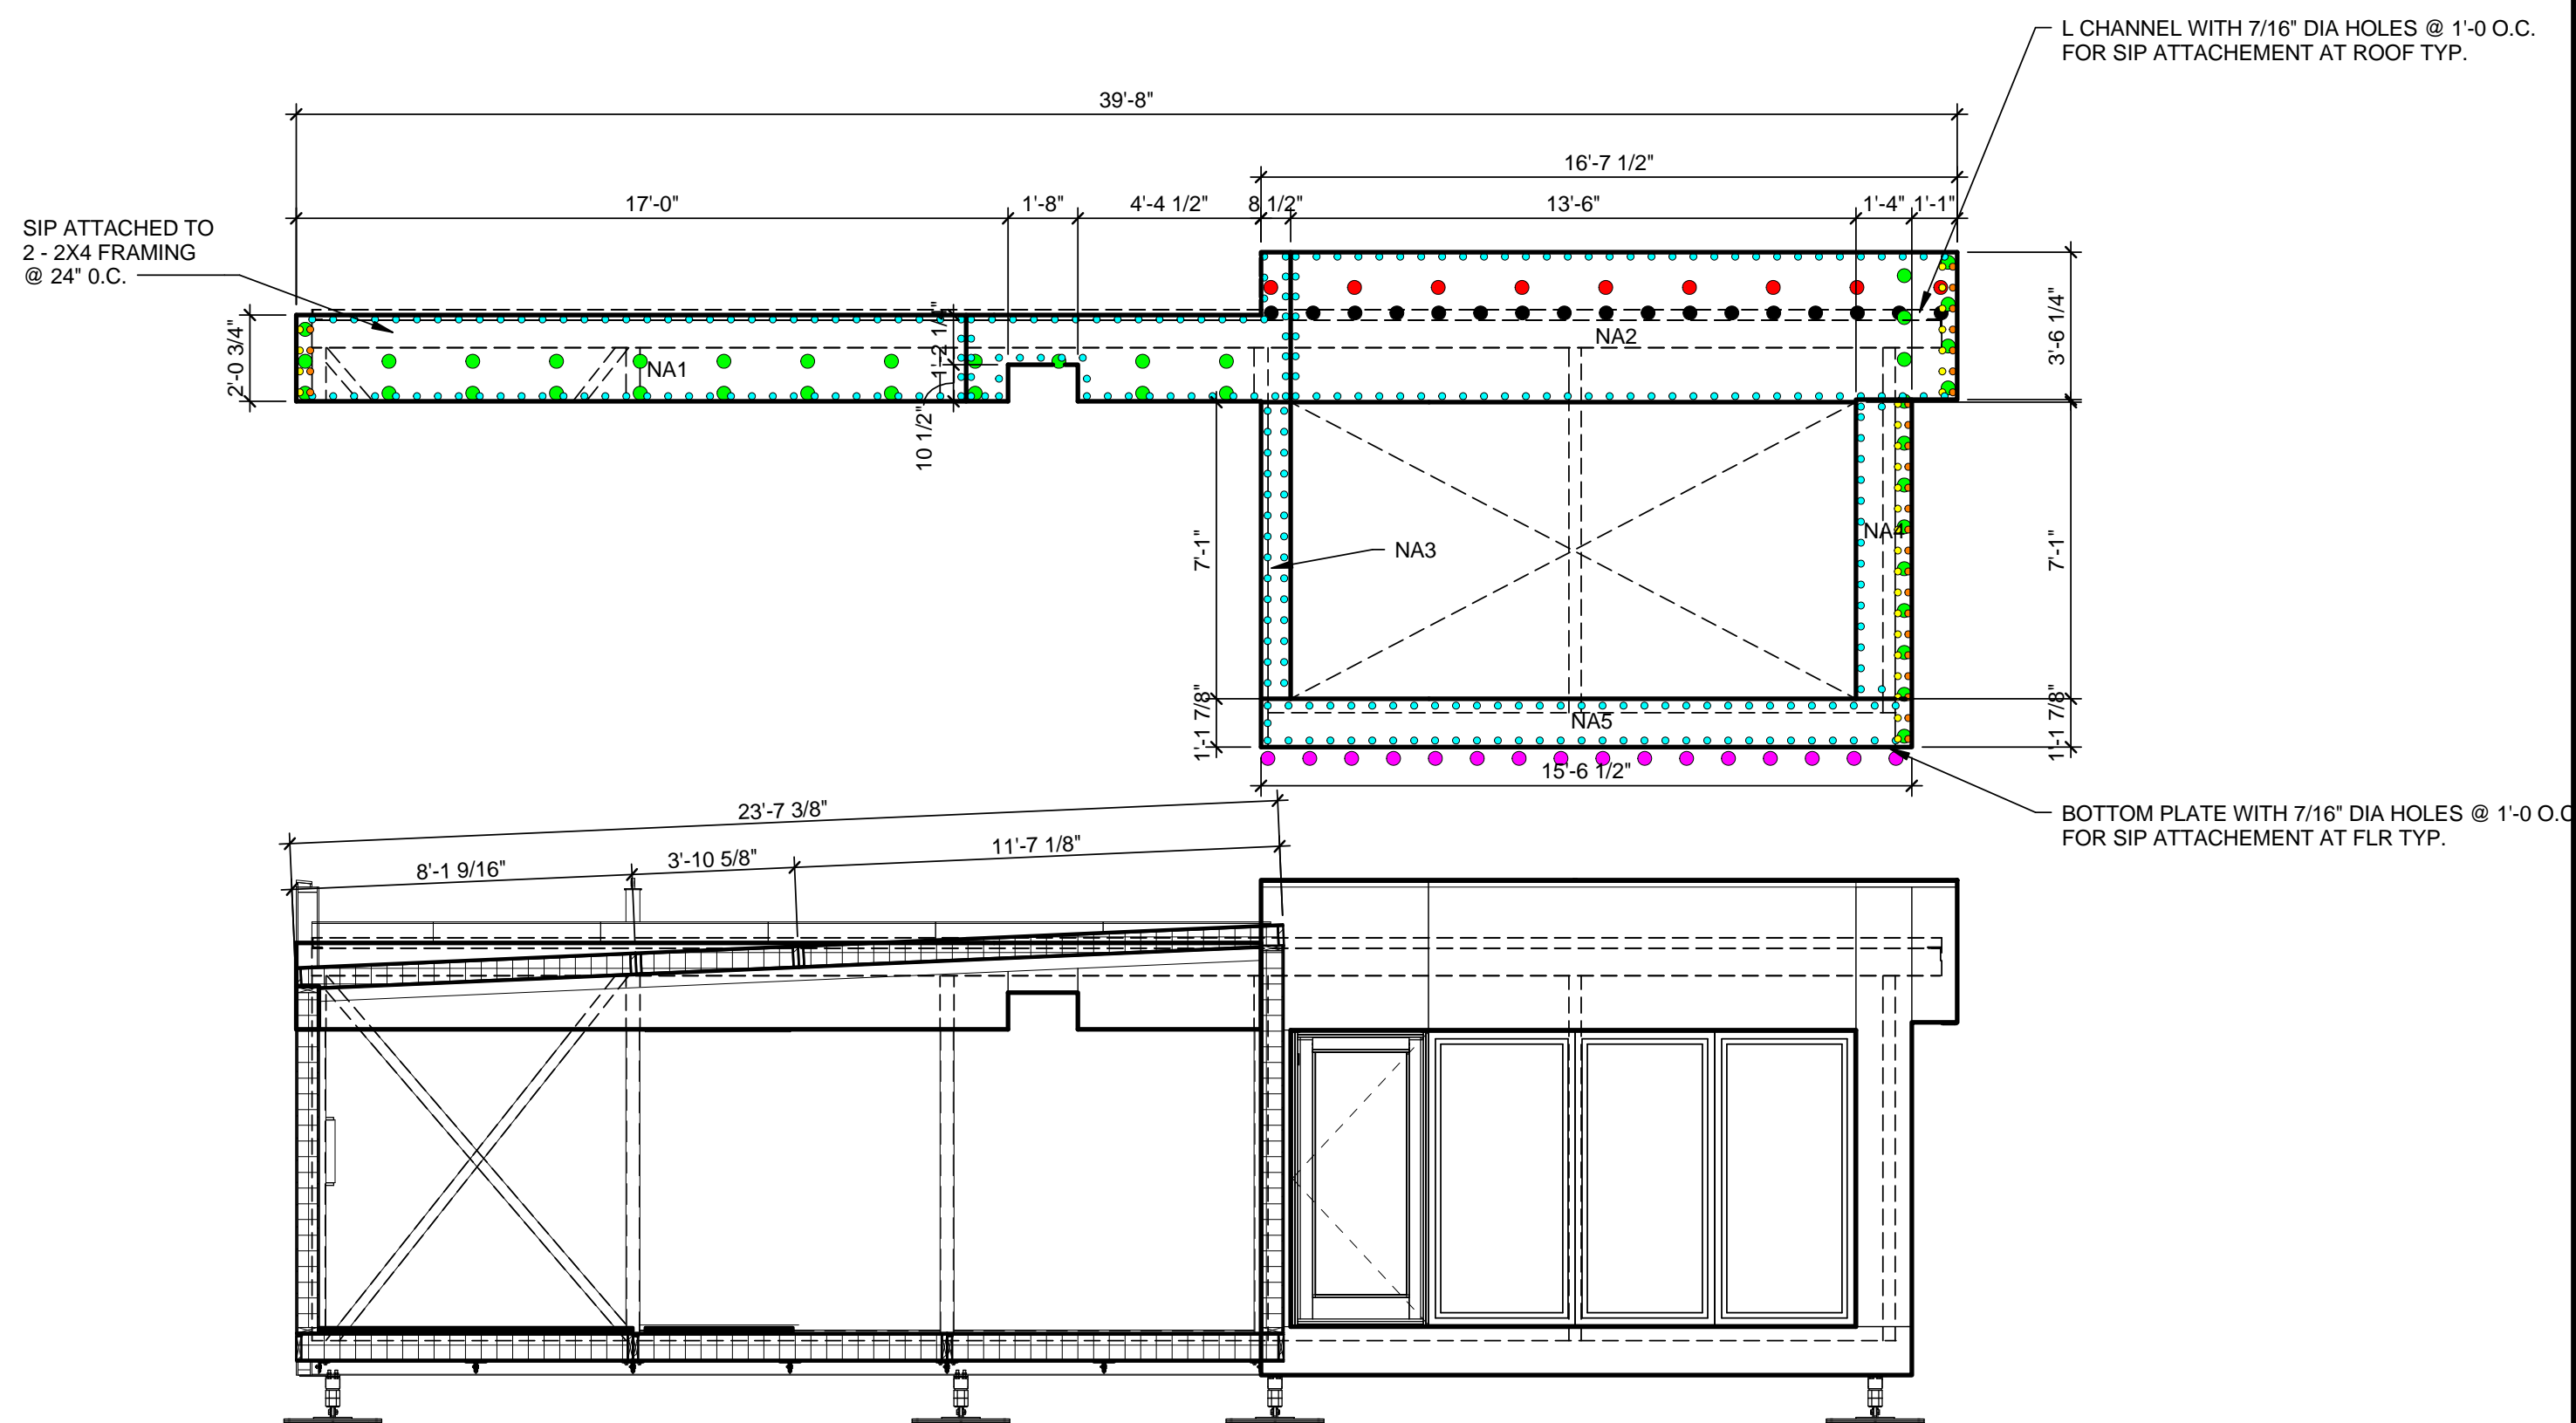 L CHANNEL WITH 7/16" DIA HOLES @ 1'-0 O.C.
FOR SIP ATTACHEMENT AT ROOF TYP.
39'-8"
16'-7 1/2"
17'-0"
1'-8"
4'-4 1/2"
8 1/2"
13'-6"
1'-4"
1'-1"
SIP ATTACHED TO
2 - 2X4 FRAMING
@ 24" 0.C.
2'-0 3/4"
1'-2 1/4"
10 1/2"
NA1
NA2
3'-6 1/4"
7'-1"
NA3
NA4
7'-1"
1'-1 7/8"
NA5
1'-1 7/8"
15'-6 1/2"
BOTTOM PLATE WITH 7/16" DIA HOLES @ 1'-0 O.C
FOR SIP ATTACHEMENT AT FLR TYP.
23'-7 3/8"
8'-1 9/16"
3'-10 5/8"
11'-7 1/8"